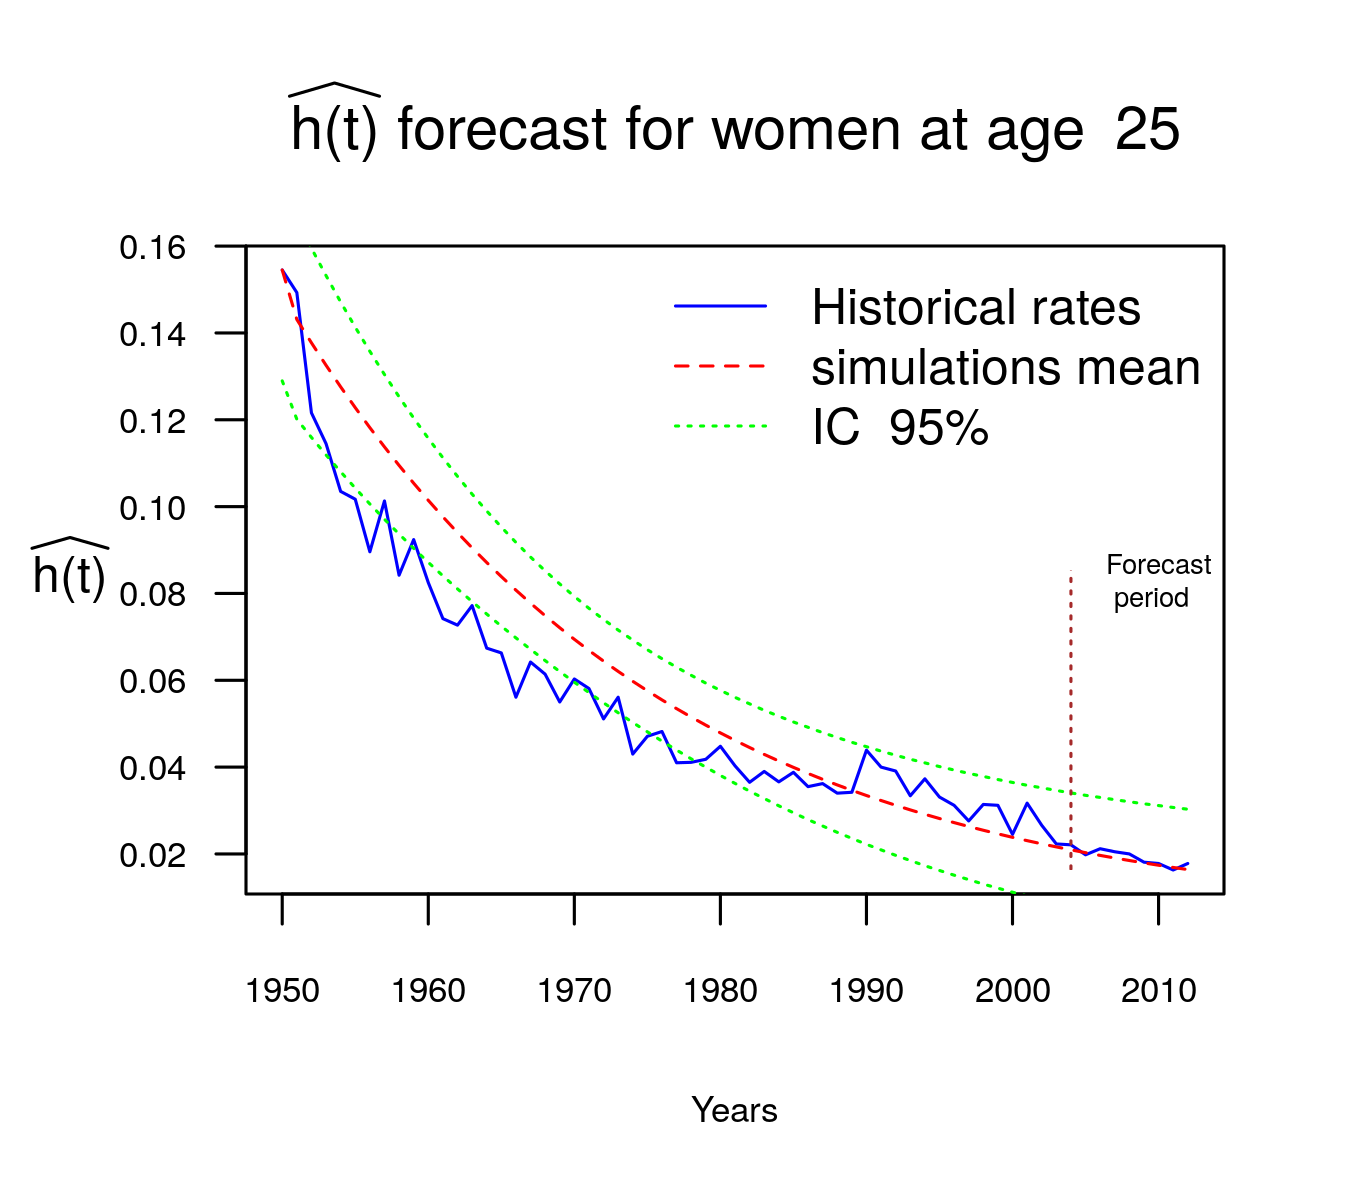 h(t) forecast for women at age 25
0.16
0.14
0.12
0.10
0.08
0.06
0.04
0.02
h(t)
Historical rates
simulations mean
IC 95%
Forecast
period
1950 1960 1970 1980 1990 2000 2010
Years